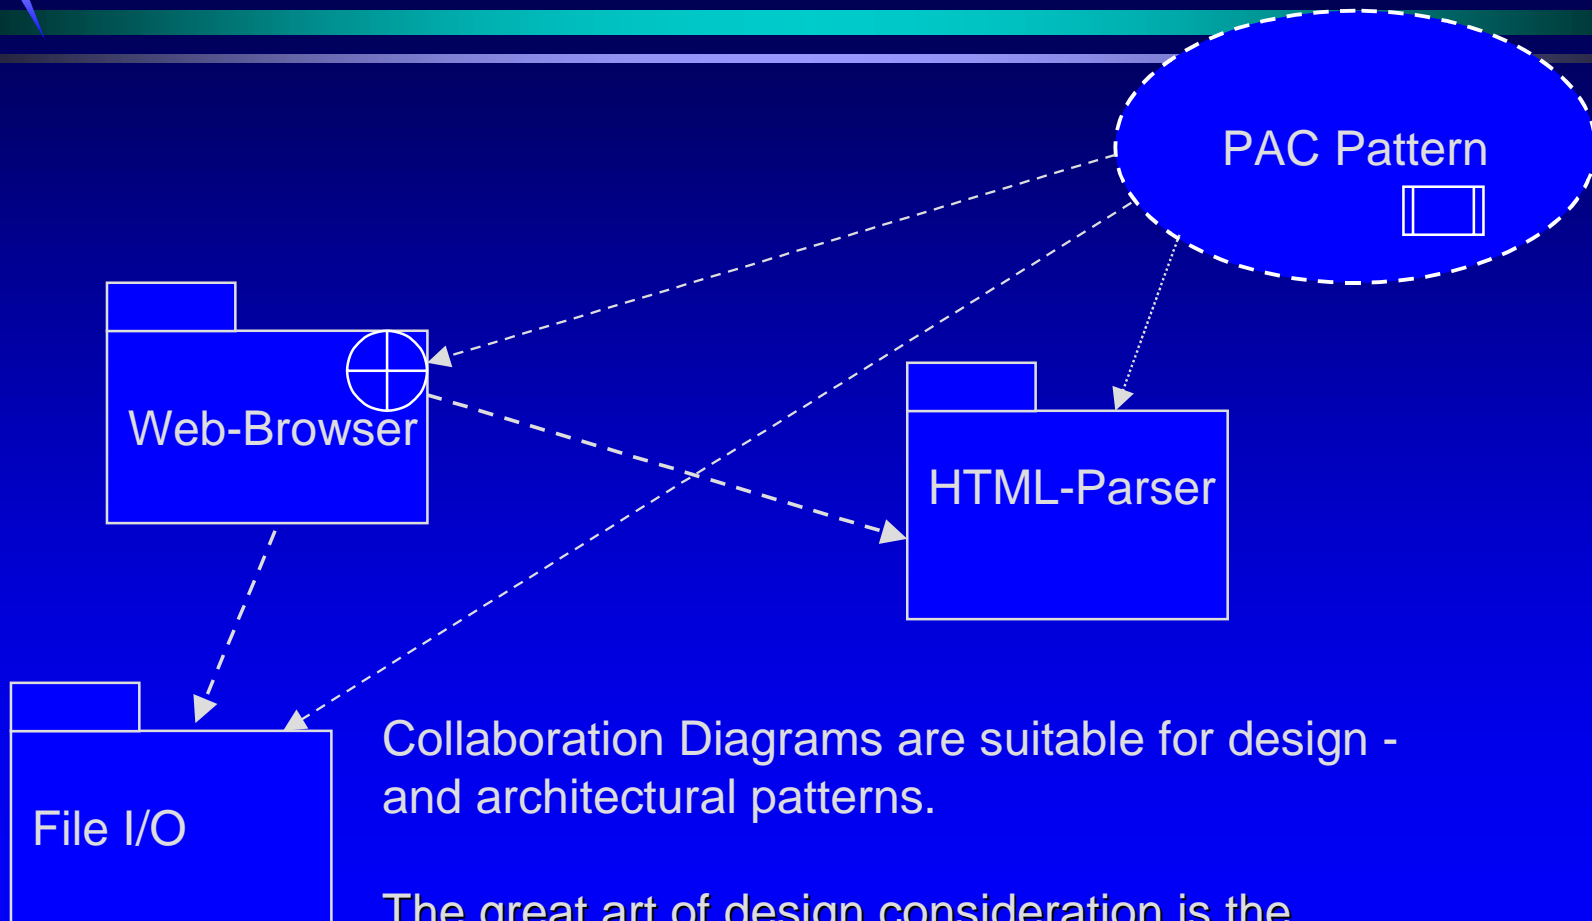 PAC Pattern
Web-Browser
HTML-Parser
Collaboration Diagrams are suitable for design -
and architectural patterns.
File I/O
The great art of design consideration is the